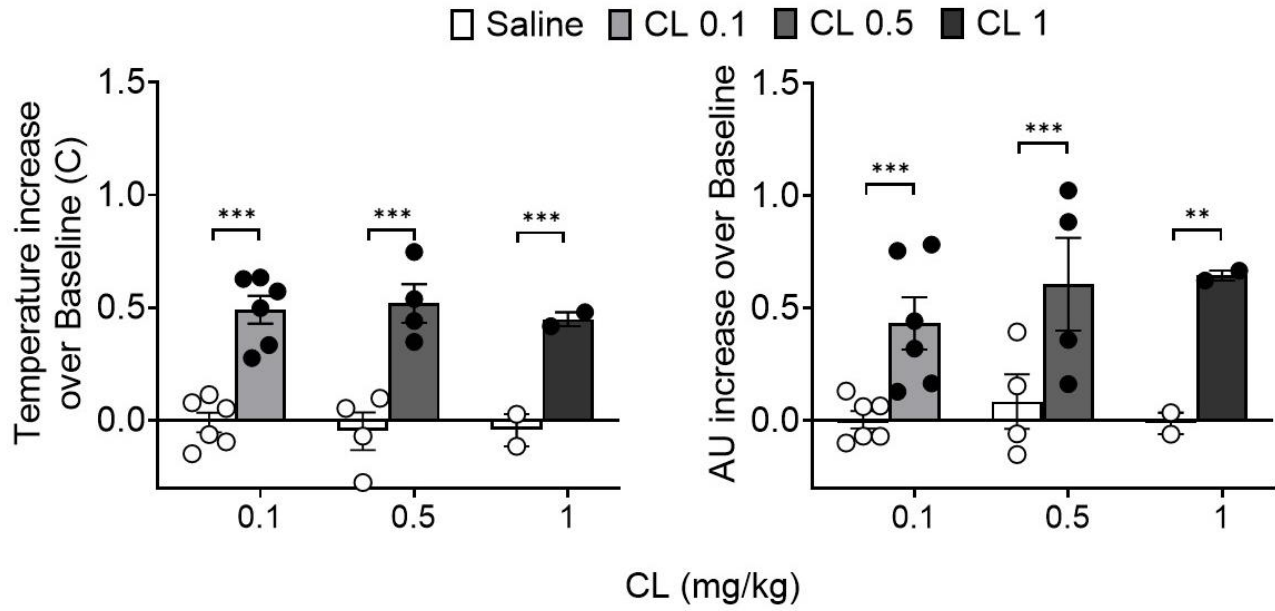 Saline CL 0.1 CL 0.5 CL 1
Temperature increase
over Baseline (C)
1.5
1.0
0.5
0.0
***
***
***
0.1 0.5 1
AU increase over Baseline
1.5
1.0
0.5
0.0
***
***
**
0.1 0.5 1
CL (mg/kg)